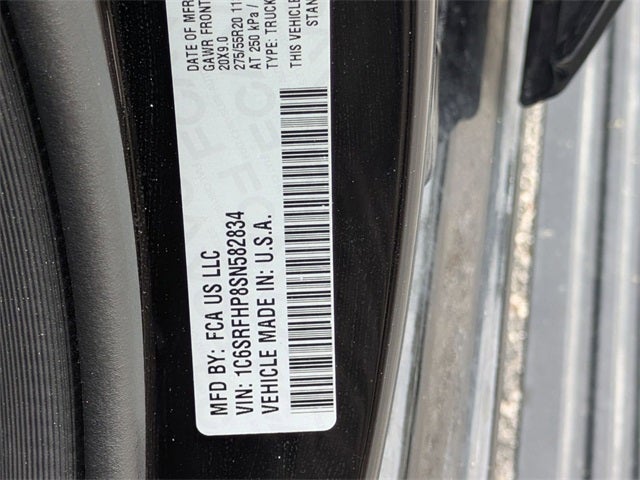 MFD BY: FCA US LLC
VIN: 1C6SRFHP8SN582834
VEHICLE MADE IN: U.S.A.
DATE OF MFR
GAWR FRONT
20X9.0
275/55R20
AT 250 kPa /
TYPE: TRUCK
THIS VEHICLE
STAN